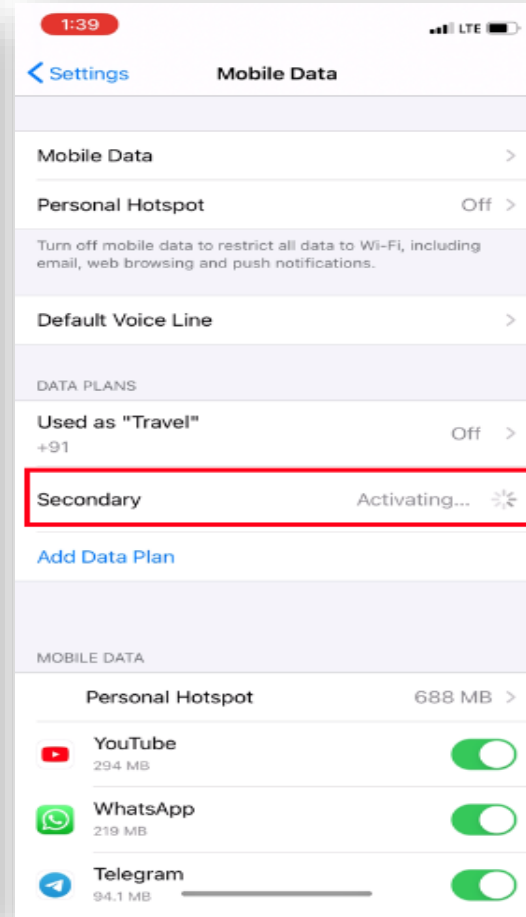 1:39
LTE
Settings
Mobile Data
Mobile Data
Personal Hotspot
Off
Turn off mobile data to restrict all data to Wi-Fi, including
email, web browsing and push notifications.
Default Voice Line
DATA PLANS
Used as "Travel"
+91
Off
Secondary
Activating...
Add Data Plan
MOBILE DATA
Personal Hotspot
688 MB
YouTube
294 MB
WhatsApp
219 MB
Telegram
94.1 MB